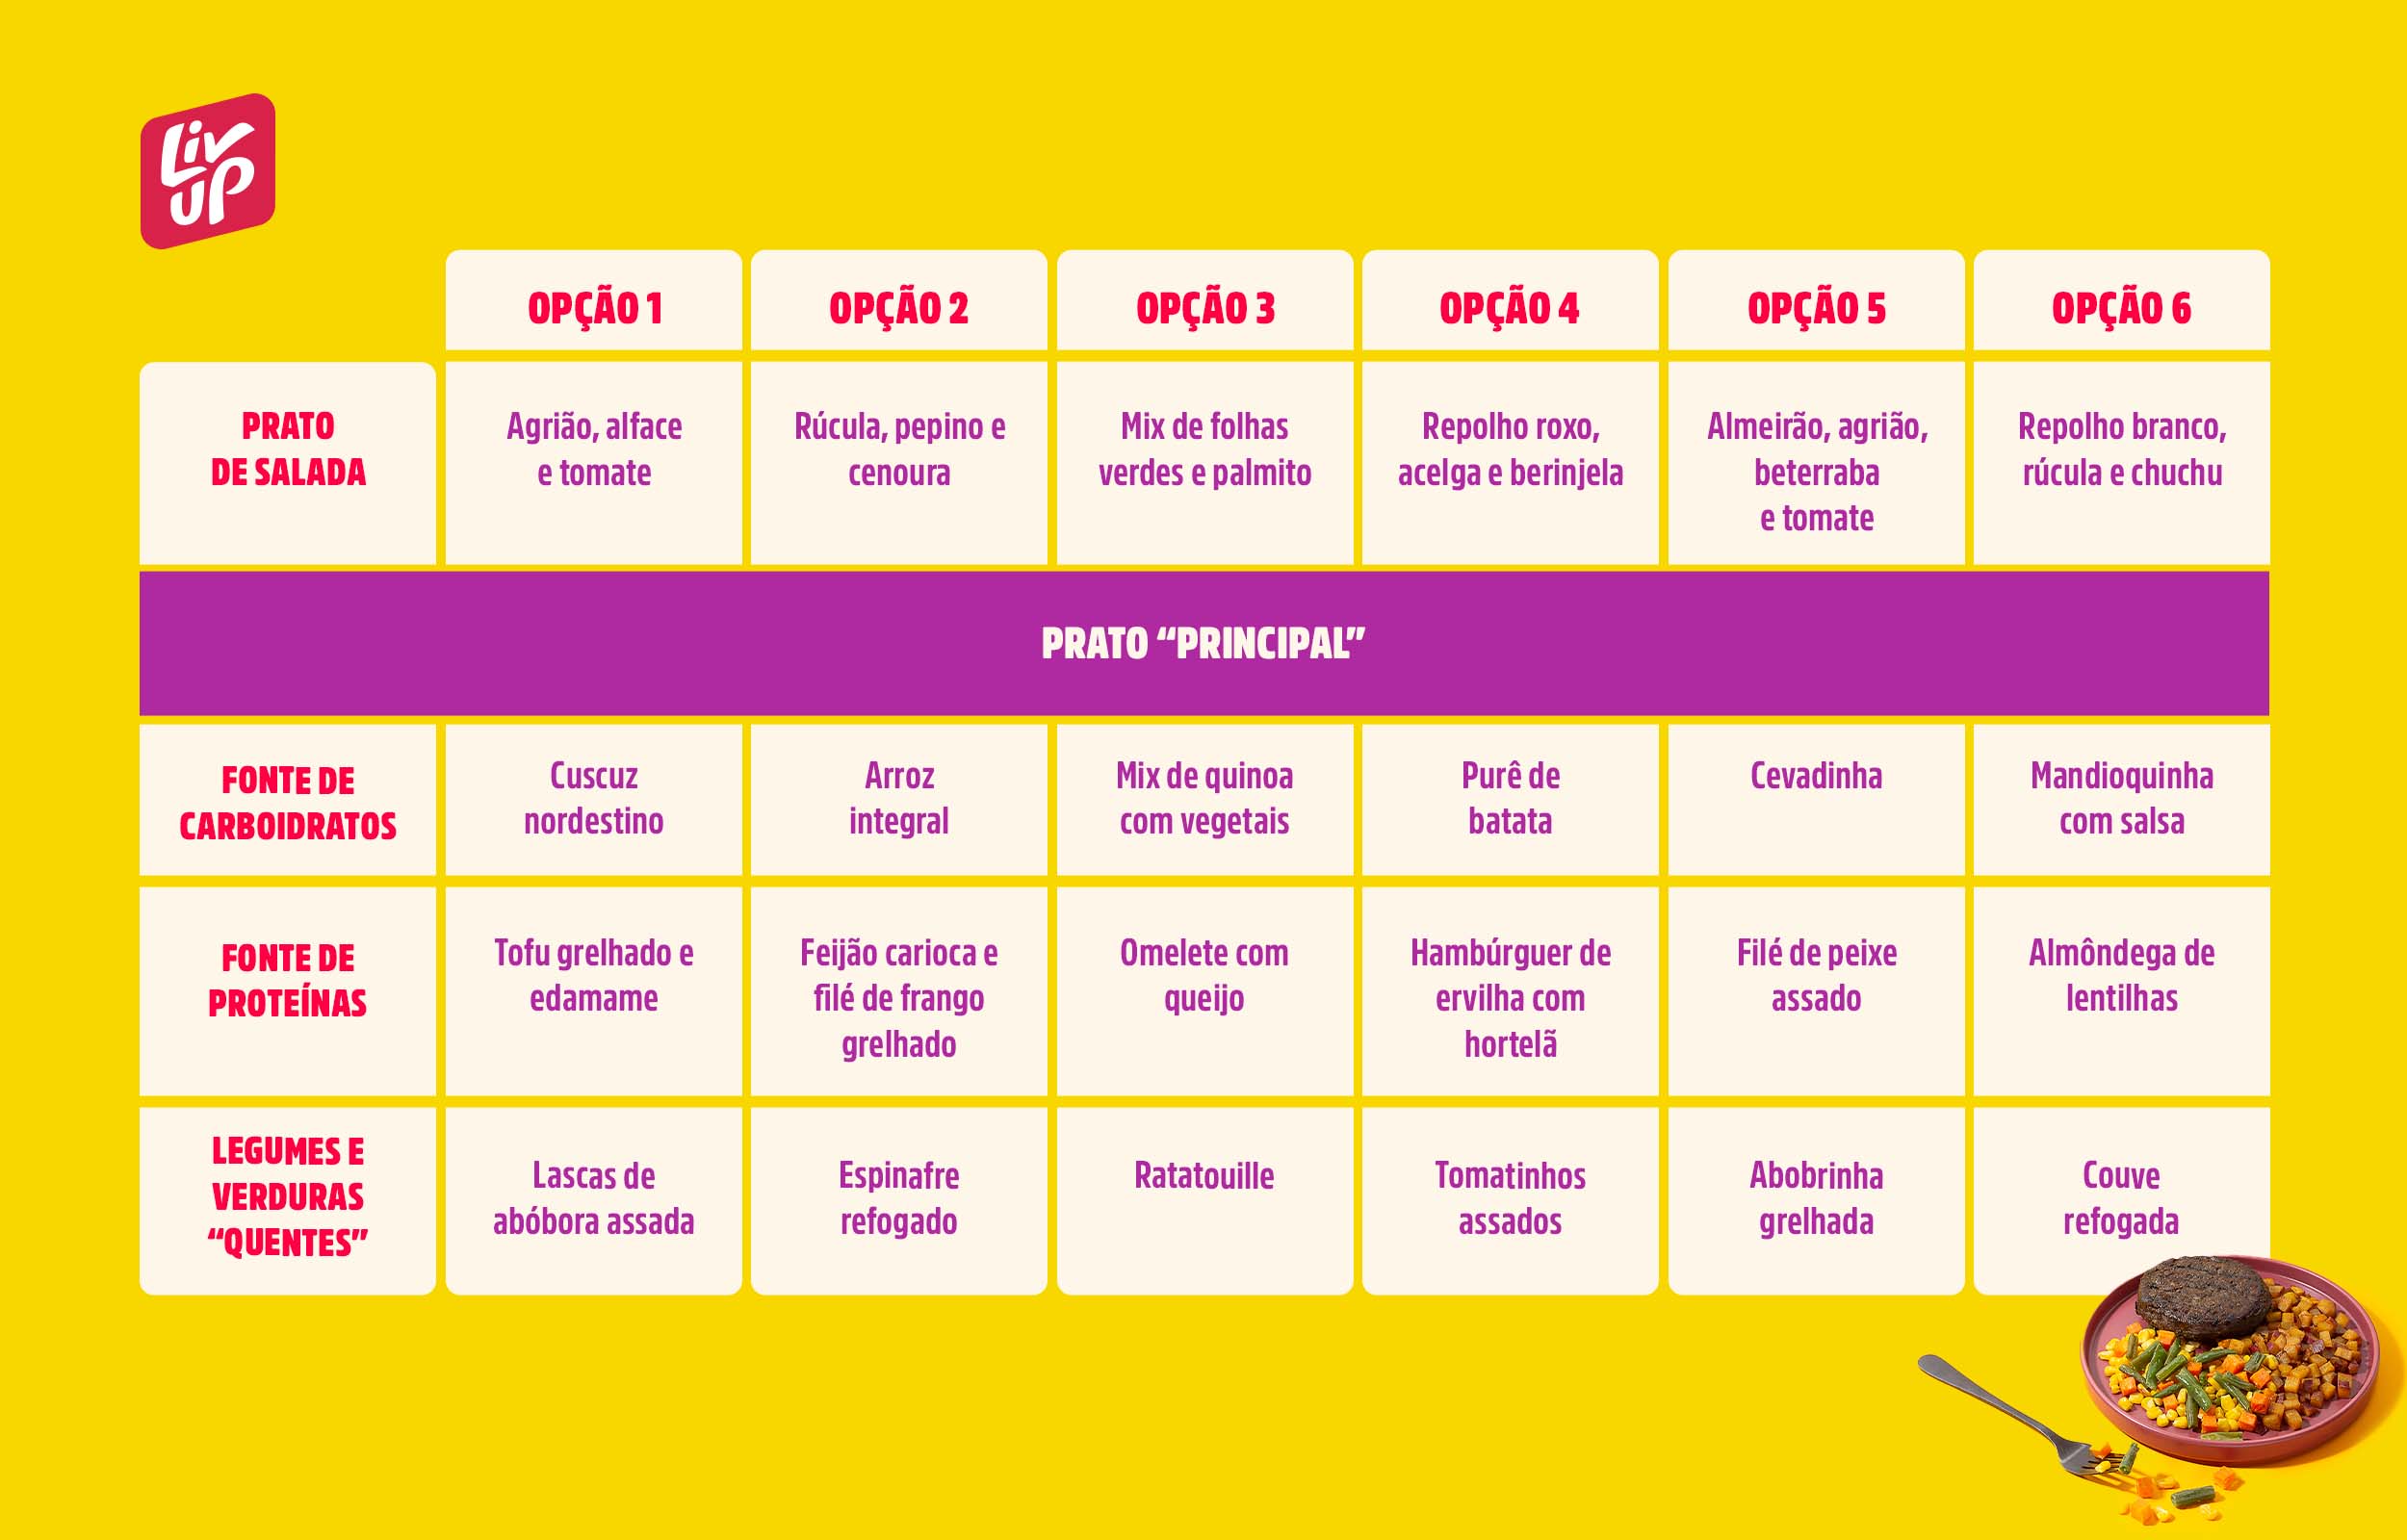 Liv
up
OPÇÃO 1
OPÇÃO 2
OPÇÃO 3
OPÇÃO 4
OPÇÃO 5
OPÇÃO 6
PRATO
DE SALADA
Agrião, alface
e tomate
Rúcula, pepino e
cenoura
Mix de folhas
verdes e palmito
Repolho roxo,
acelga e berinjela
Almeirão, agrião,
beterraba
e tomate
Repolho branco,
rúcula e chuchu
PRATO “PRINCIPAL”
FONTE DE
CARBOIDRATOS
Cuscuz
nordestino
Arroz
integral
Mix de quinoa
com vegetais
Purê de
batata
Cevadinha
Mandioquinha
com salsa
FONTE DE
PROTEÍNAS
Tofu grelhado e
edamame
Feijão carioca e
filé de frango
grelhado
Omelete com
queijo
Hambúrguer de
ervilha com
hortelã
Filé de peixe
assado
Almôndega de
lentilhas
LEGUMES E
VERDURAS
“QUENTES”
Lascas de
abóbora assada
Espinafre
refogado
Ratatouille
Tomatinhos
assados
Abobrinha
grelhada
Couve
refogada